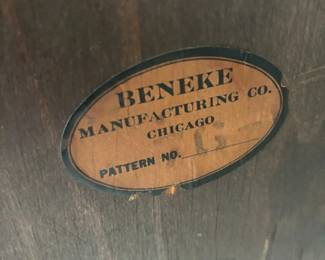 BENEKE
MANUFACTURING CO.
CHICAGO
PATTERN NO.